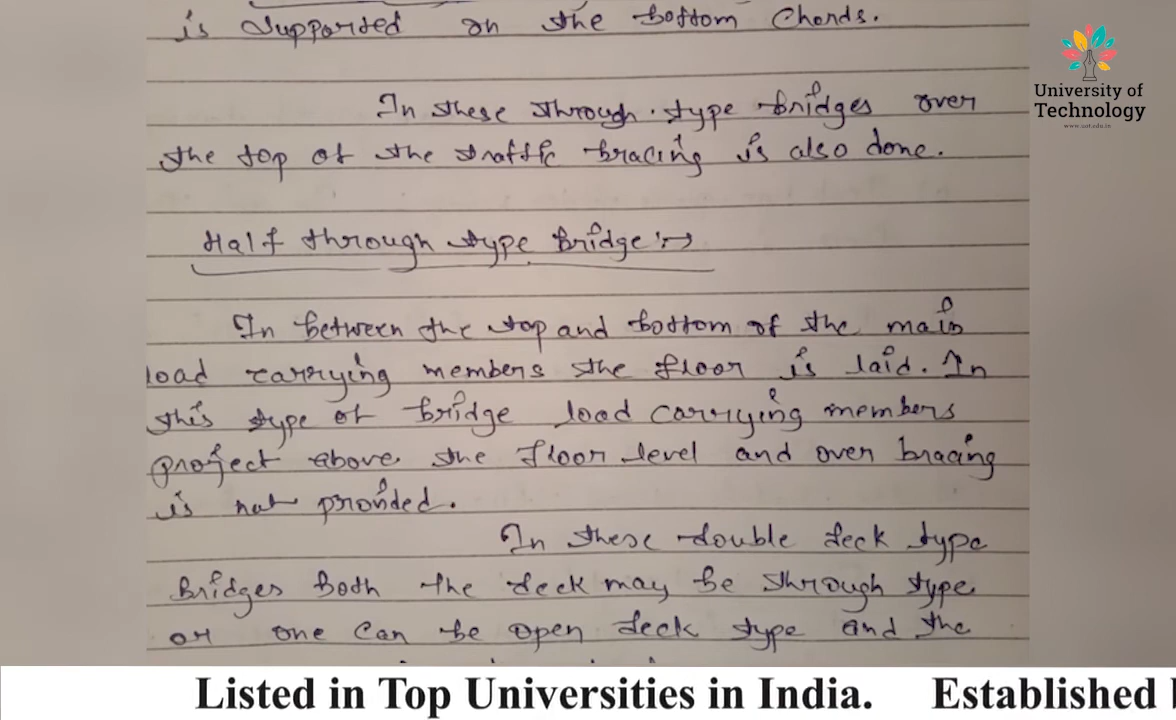 is supported on the bottom chords.
University of
Technology
www.uot.edu.in
In these through-type bridges over
the top of the traffic bracing is also done.
Half through type Bridge:→
In between the top and bottom of the main
load carrying members the floor is laid. In
this type of bridge load carrying members
project above the floor level and over bracing
is not provided.
In these double deck type
Bridges both the deck may be through type
or one can be open deck type and the
Listed in Top Universities in India. Established